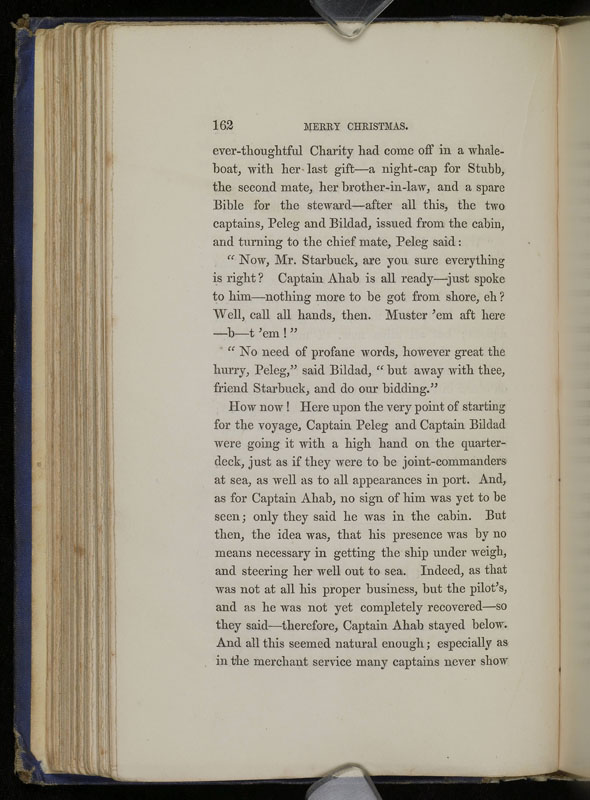 162 MERRY CHRISTMAS.
ever-thoughtful Charity had come off in a whale-
boat, with her last gift—a night-cap for Stubb,
the second mate, her brother-in-law, and a spare
Bible for the steward—after all this, the two
captains, Peleg and Bildad, issued from the cabin,
and turning to the chief mate, Peleg said:
“Now, Mr. Starbuck, are you sure everything
is right? Captain Ahab is all ready—just spoke
to him—nothing more to be got from shore, eh?
Well, call all hands, then. Muster ’em aft here
—b—t ’em!”
“No need of profane words, however great the
hurry, Peleg,” said Bildad, “but away with thee,
friend Starbuck, and do our bidding.”
How now! Here upon the very point of starting
for the voyage, Captain Peleg and Captain Bildad
were going it with a high hand on the quarter-
deck, just as if they were to be joint-commanders
at sea, as well as to all appearances in port. And,
as for Captain Ahab, no sign of him was yet to be
seen; only they said he was in the cabin. But
then, the idea was, that his presence was by no
means necessary in getting the ship under weigh,
and steering her well out to sea. Indeed, as that
was not at all his proper business, but the pilot’s,
and as he was not yet completely recovered—so
they said—therefore, Captain Ahab stayed below.
And all this seemed natural enough; especially as
in the merchant service many captains never show